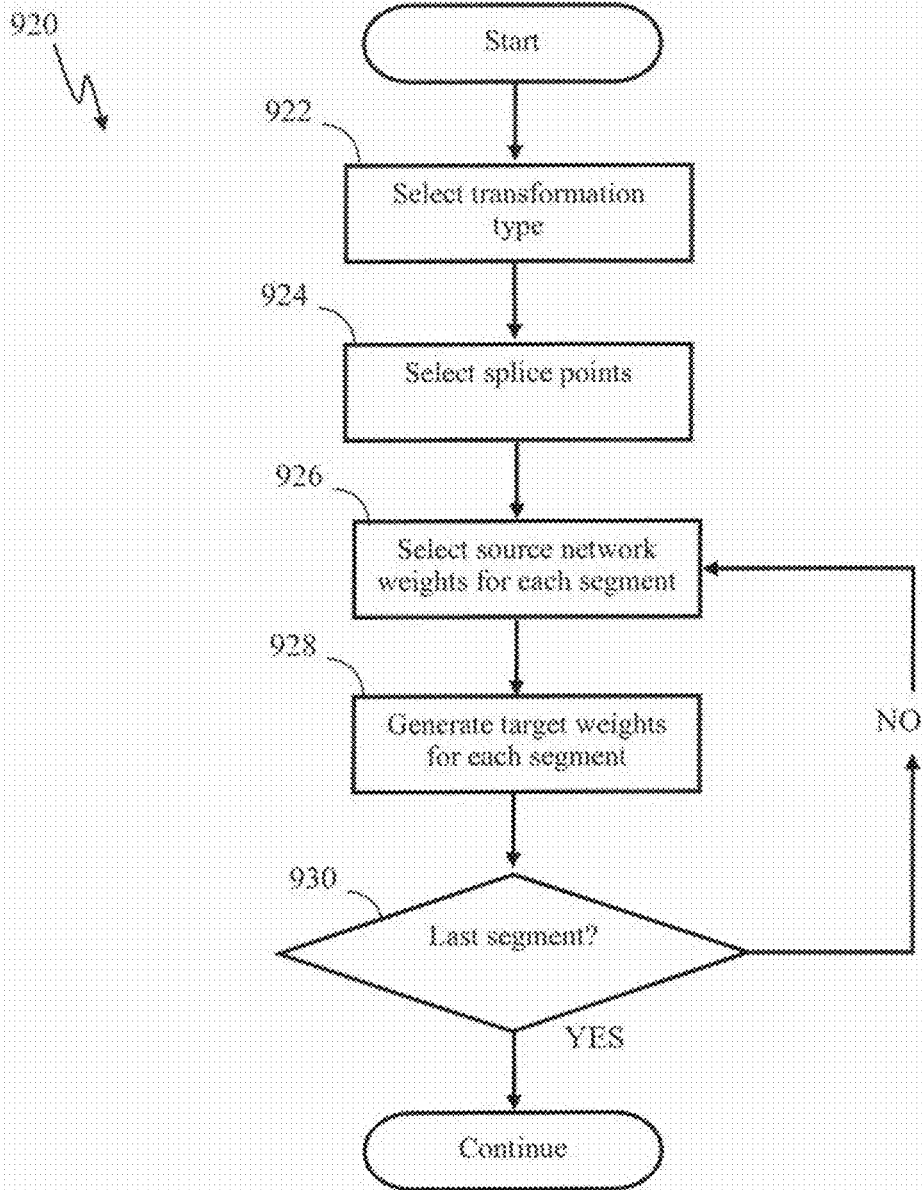 920
Start
922
Select transformation
type
924
Select splice points
926
Select source network
weights for each segment
928
Generate target weights
for each segment
NO
930
Last segment?
YES
Continue